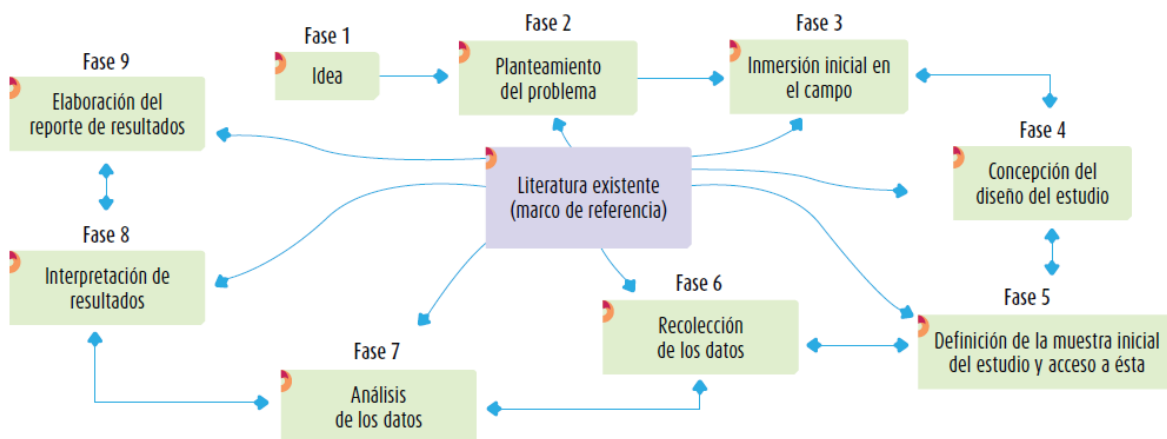 Fase 1
Idea
Fase 2
Planteamiento
del problema
Fase 3
Inmersión inicial en
el campo
Fase 4
Concepción del
diseño del estudio
Fase 5
Definición de la muestra inicial
del estudio y acceso a ésta
Fase 6
Recolección
de los datos
Fase 7
Análisis
de los datos
Fase 8
Interpretación de
resultados
Fase 9
Elaboración del
reporte de resultados
Literatura existente
(marco de referencia)